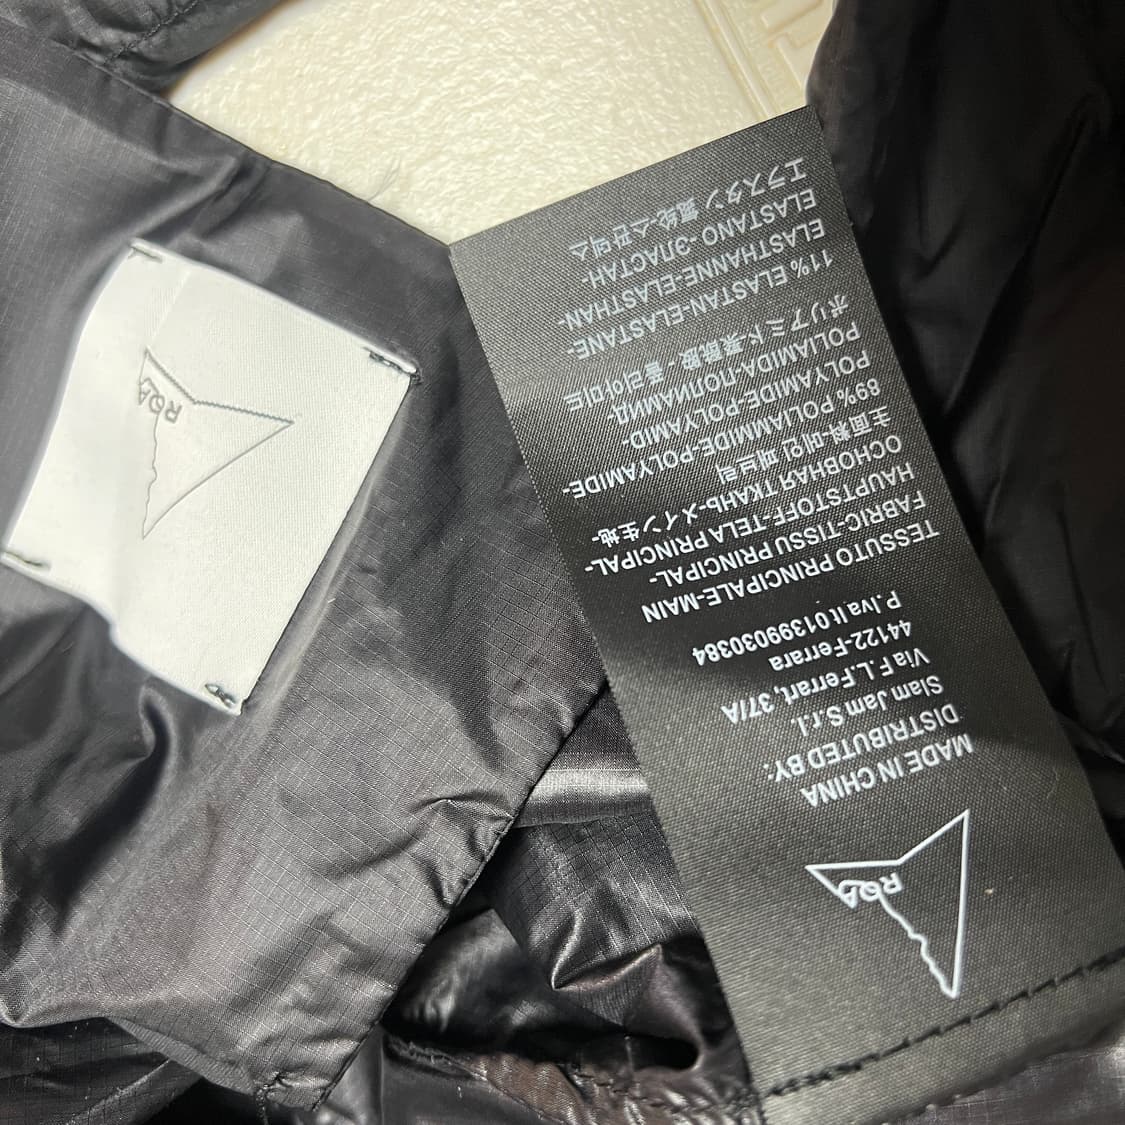 ROA
ROA
MADE IN CHINA
DISTRIBUTED BY:
Slam Jam S.r.l.
Via F.L.Ferrari, 37/A
44122-Ferrara
P.Iva It 01399030384
TESSUTO PRINCIPALE-MAIN
FABRIC-TISSU PRINCIPAL-
HAUPTSTOFF-TELA PRINCIPAL-
ОСНОВНАЯ ТКАНЬ-メイン生地-
主面料-메인 패브릭
89% POLIAMMIDE-POLYAMIDE-
POLYAMIDE-POLYAMID-
POLIAMIDA-ПОЛИАМИД-
ポリアミド-聚酰胺-폴리아미드
11% ELASTAN-ELASTANE-
ELASTHANNE-ELASTHAN-
ELASTANO-ЭЛАСТАН-
エラスタン 氨纶-스판덱스